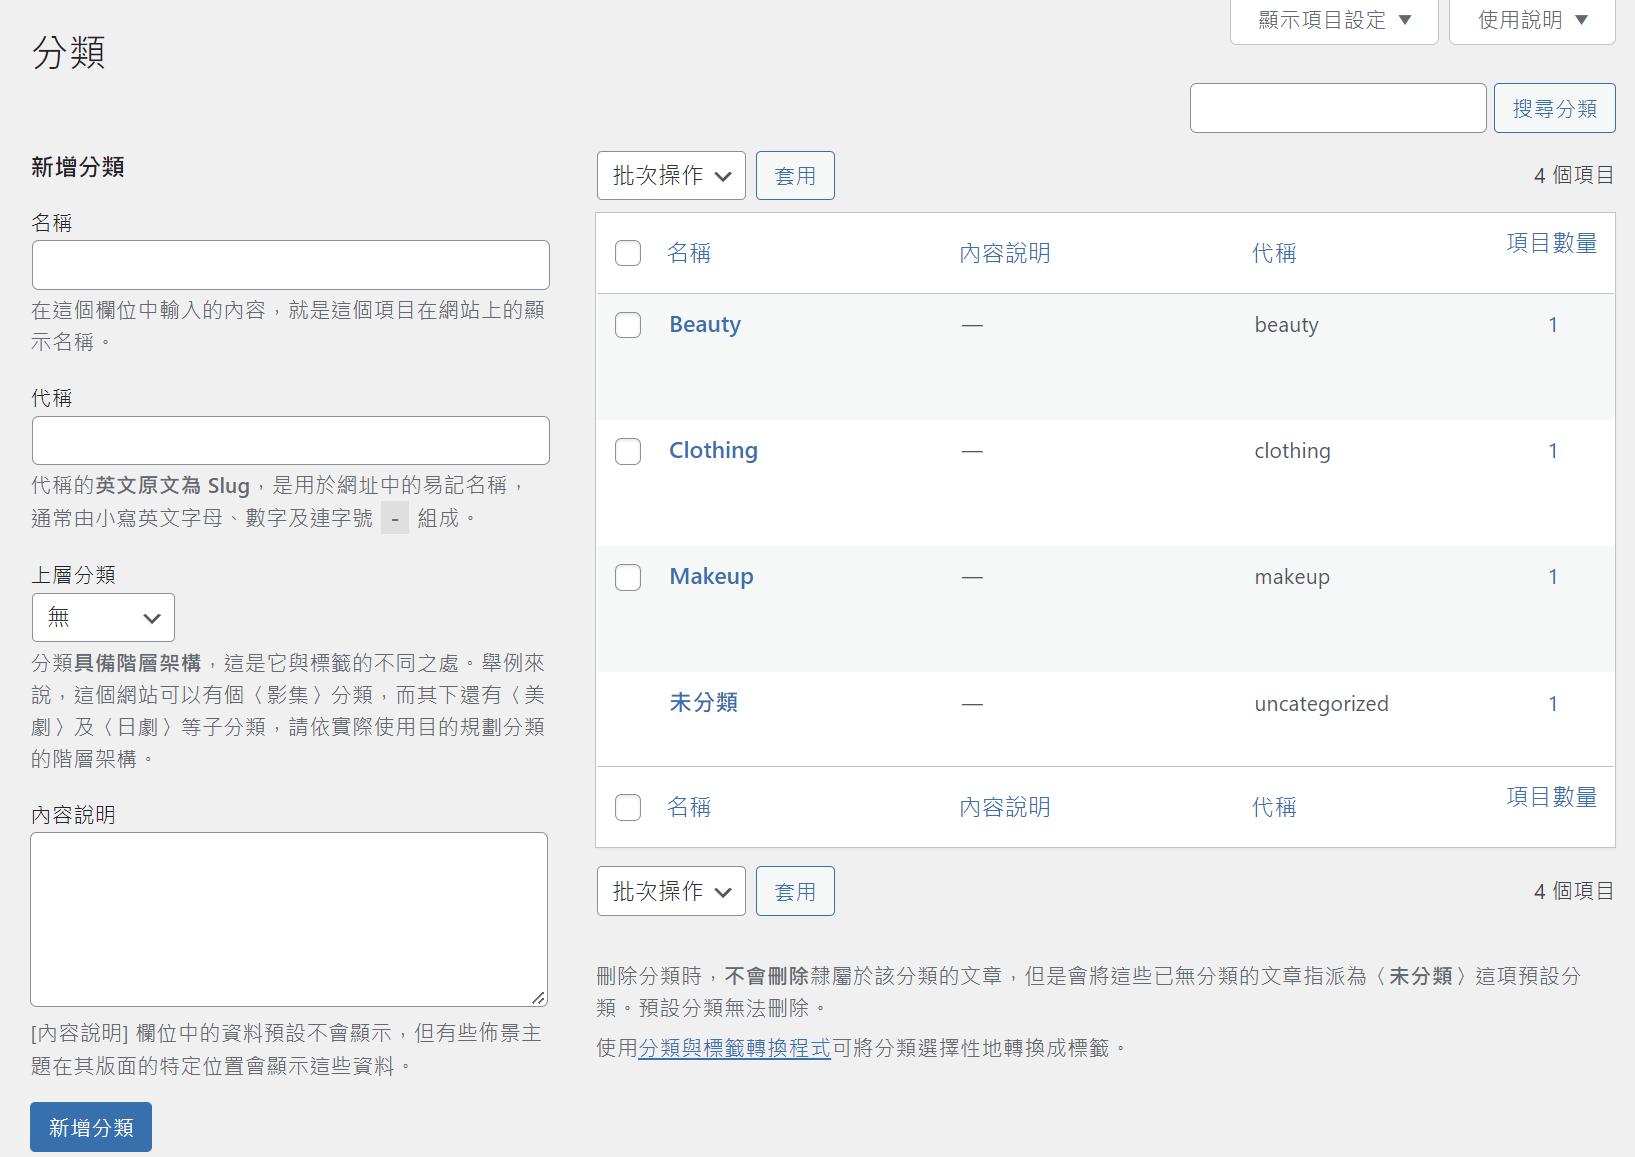 顯示項目設定 ▼
使用說明 ▼
分類
搜尋分類
新增分類
名稱
在這個欄位中輸入的內容，就是這個項目在網站上的顯
示名稱。
代稱
代稱的英文原文為 Slug，是用於網址中的易記名稱，
通常由小寫英文字母、數字及連字號 - 組成。
上層分類
無
分類具備階層架構，這是它與標籤的不同之處。舉例來
說，這個網站可以有個〈影集〉分類，而其下還有〈美
劇〉及〈日劇〉等子分類，請依實際使用目的規劃分類
的階層架構。
內容說明
[內容說明] 欄位中的資料預設不會顯示，但有些佈景主
題在其版面的特定位置會顯示這些資料。
新增分類
批次操作 套用 4 個項目
名稱 內容說明 代稱 項目數量
Beauty — beauty 1
Clothing — clothing 1
Makeup — makeup 1
未分類 — uncategorized 1
名稱 內容說明 代稱 項目數量
批次操作 套用 4 個項目
刪除分類時，不會刪除隸屬於該分類的文章，但是會將這些已無分類的文章指派為〈未分類〉這項預設分
類。預設分類無法刪除。
使用分類與標籤轉換程式可將分類選擇性地轉換成標籤。